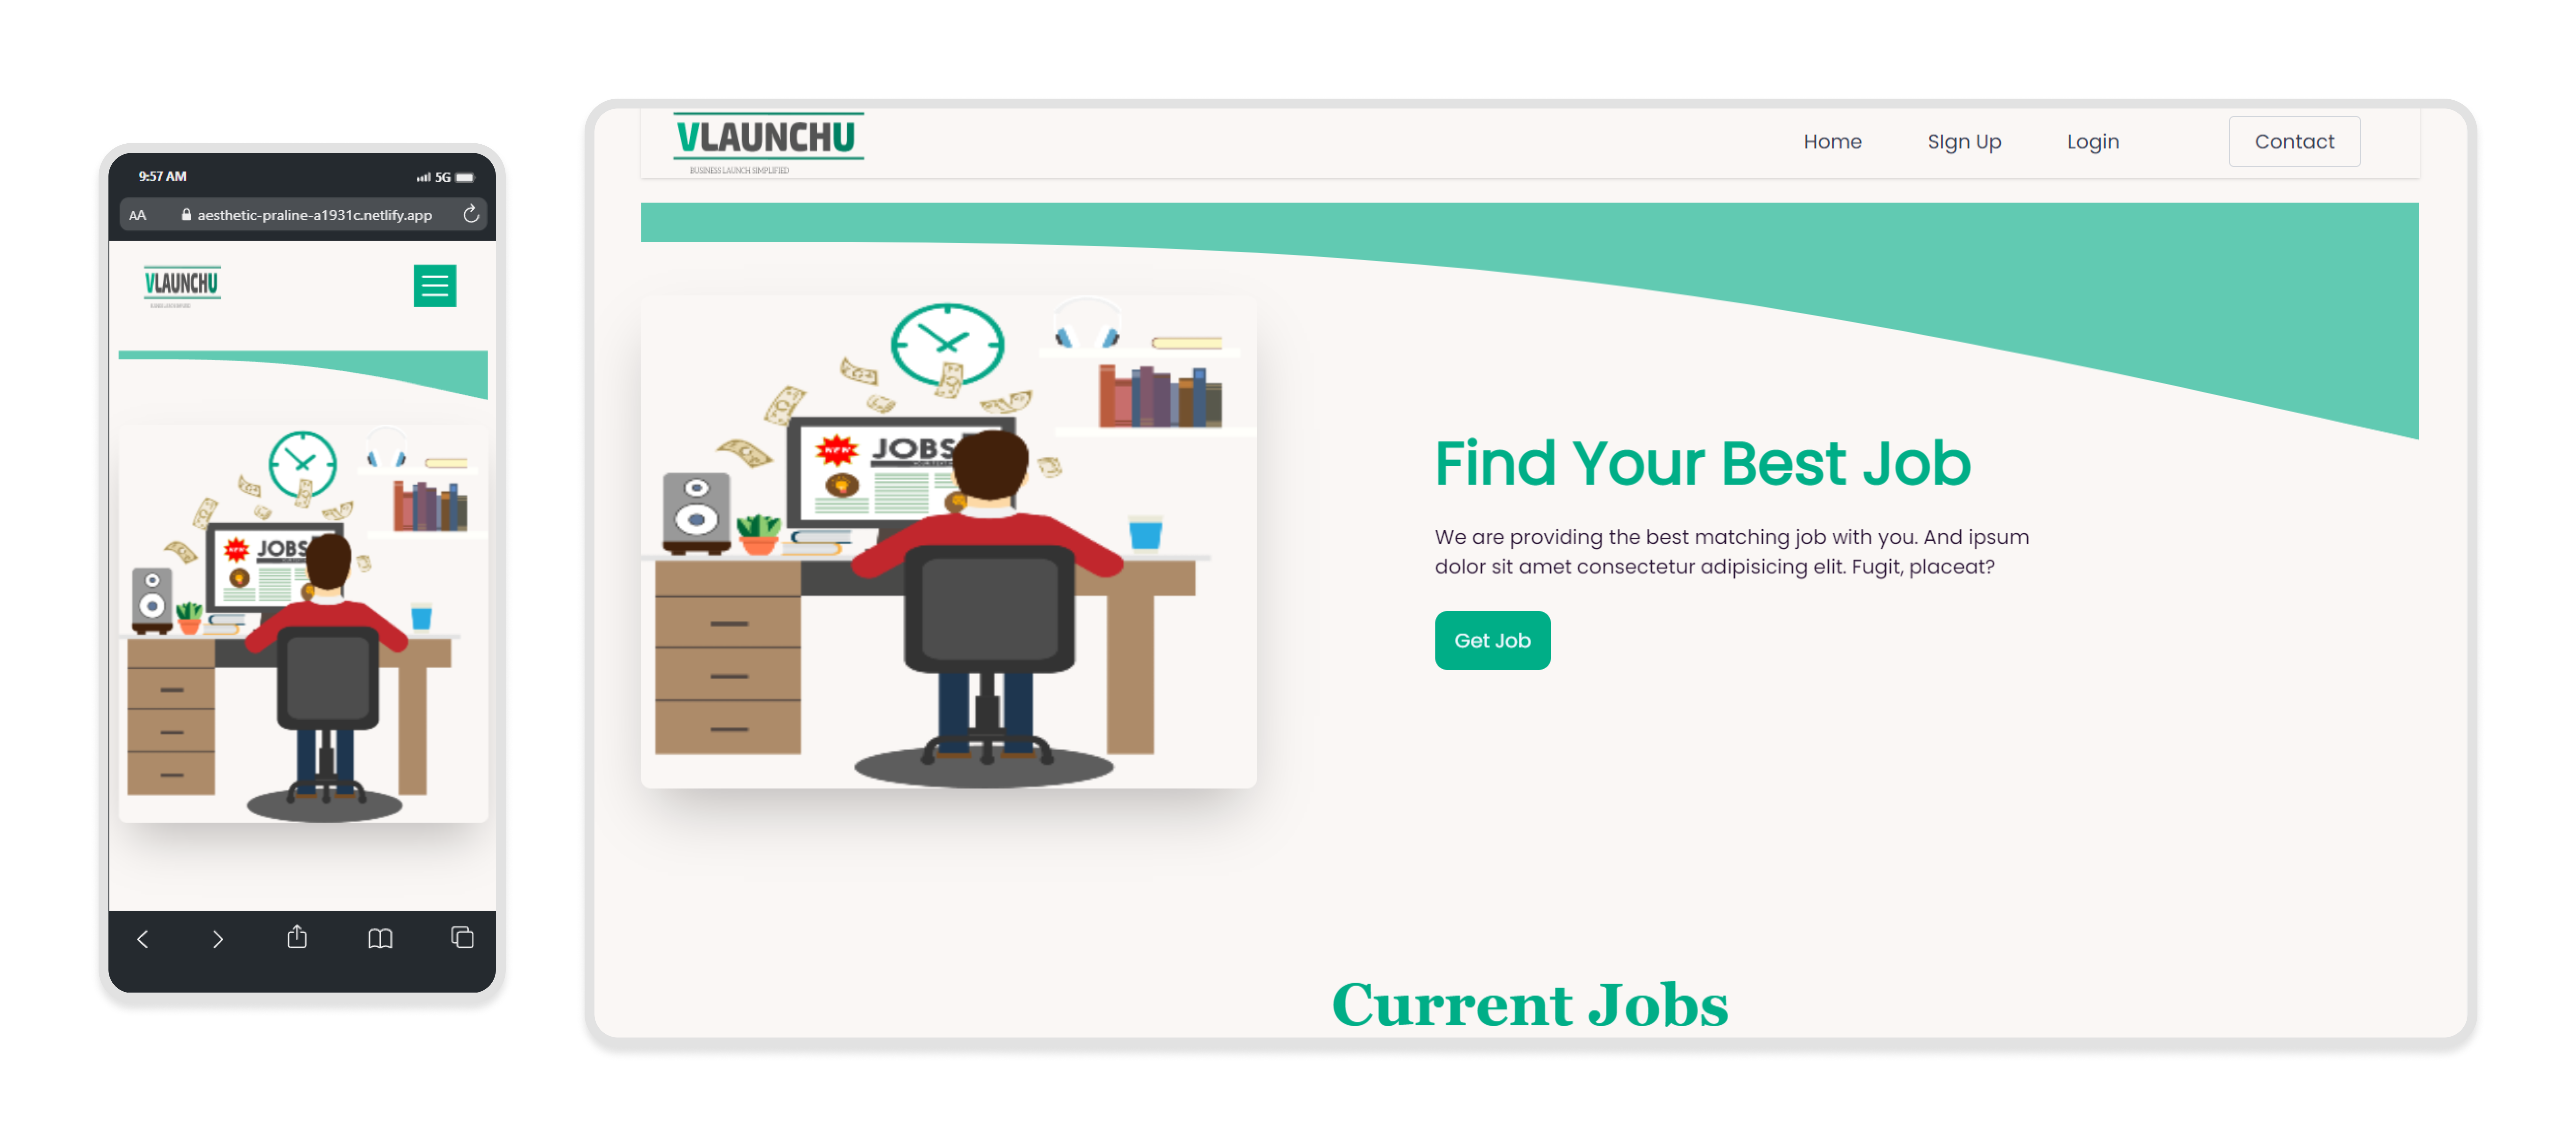 9:57 AM
5G
AA
aesthetic-praline-a1931c.netlify.app
VLAUNCHU
NEW
JOBS
VLAUNCHU
BUSINESS LAUNCH SIMPLIFIED
Home
SIgn Up
Login
Contact
NEW
JOBS
Find Your Best Job
We are providing the best matching job with you. And ipsum
dolor sit amet consectetur adipisicing elit. Fugit, placeat?
Get Job
Current Jobs